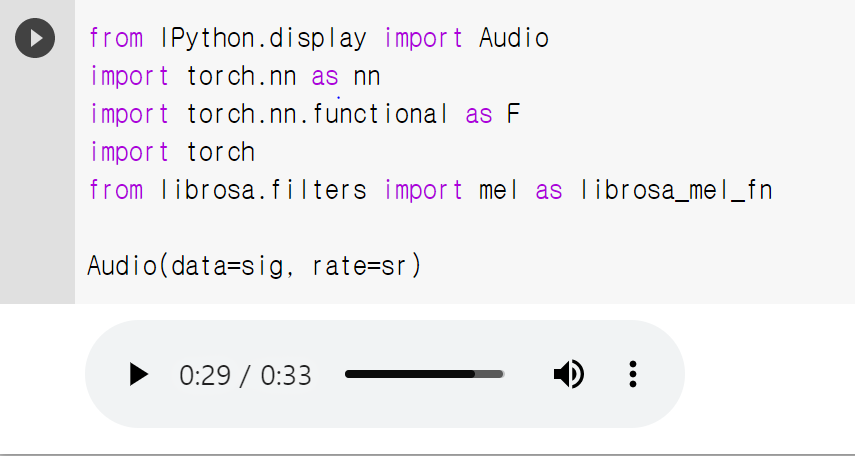 from IPython.display import Audio
import torch.nn as nn
import torch.nn.functional as F
import torch
from librosa.filters import mel as librosa_mel_fn
Audio(data=sig, rate=sr)
0:29 / 0:33